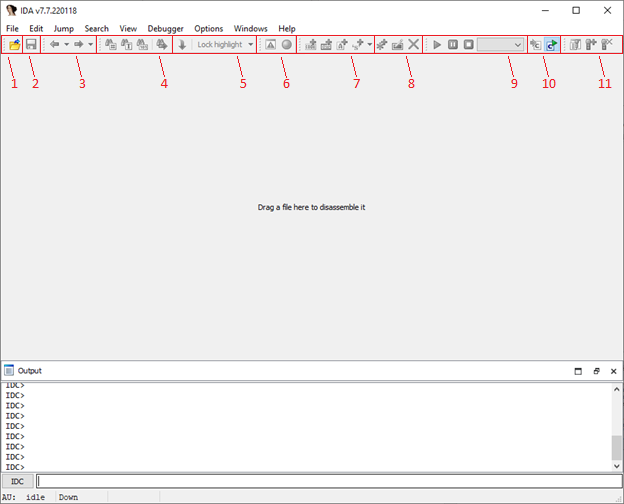 IDA v7.7.220118
File Edit Jump Search View Debugger Options Windows Help
Lock highlight
1 2 3 4 5 6 7 8 9 10 11
Drag a file here to disassemble it
Output
IDC>
IDC>
IDC>
IDC>
IDC>
IDC>
IDC>
IDC>
IDC>
IDC
AU: idle Down